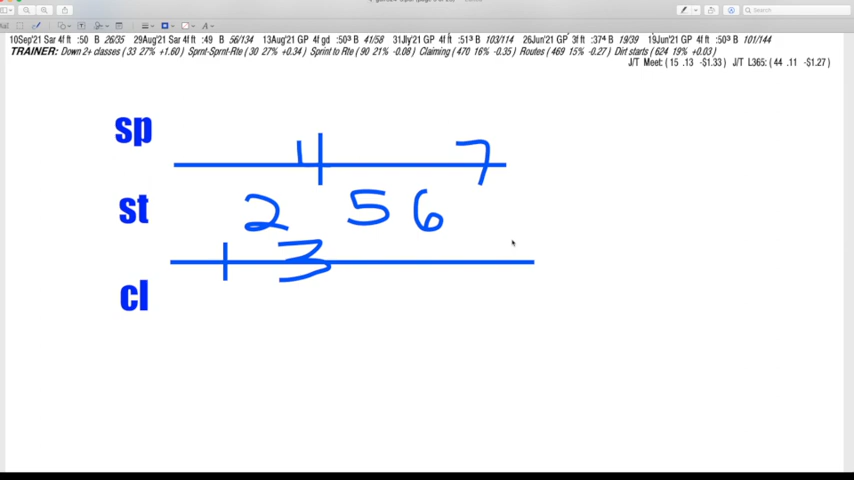 10Sep'21 Sar 4f ft :50 B 26/35 29Aug'21 Sar 4f ft :49 B 56/134 13Aug'21 GP 4f gd :50³ B 41/58 31Jly'21 GP 4f ft :51³ B 103/114 26Jun'21 GP 3f ft :37⁴ B 19/39 19Jun'21 GP 4f ft :50³ B 101/144
TRAINER: Down 2+ classes ( 33 27% +1.60) Sprnt-Sprnt-Rte ( 30 27% +0.34) Sprint to Rte ( 90 21% -0.08) Claiming ( 470 16% -0.35) Routes ( 469 15% -0.27) Dirt starts ( 624 19% +0.03)
J/T Meet: ( 15 .13 -$1.33 ) J/T L365: ( 44 .11 -$1.27 )
Search
sp
4 7
st
2 5 6
1 3
cl